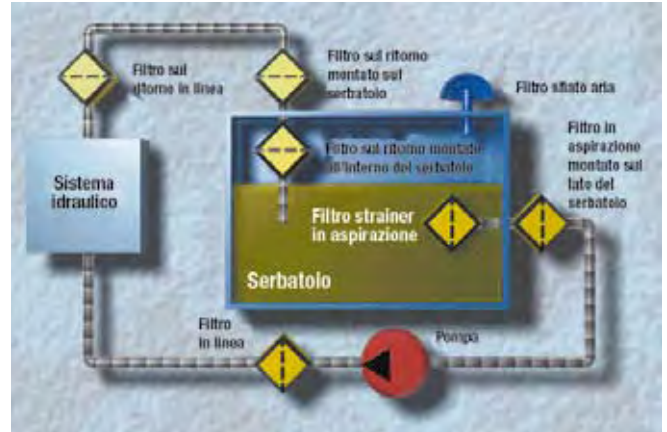 Filtro sul
ritorno in linea
Filtro sul ritorno
montato sul
serbatoio
Filtro sfiato aria
Filtro sul ritorno montato
all'interno del serbatoio
Filtro in
aspirazione
montato sul
lato del
serbatoio
Sistema
idraulico
Filtro strainer
in aspirazione
Serbatoio
Filtro
in linea
Pompa